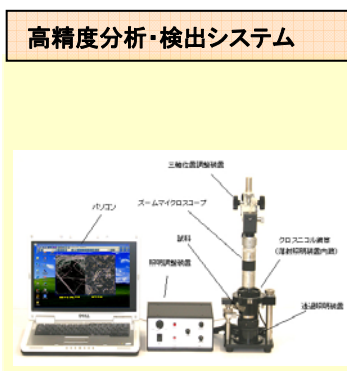 高精度分析・検出システム
三軸位置調整装置
パソコン
ズームマイクロスコープ
試料
クロスニコル鏡筒
(落射照明装置内蔵)
照明調整装置
透過照明装置